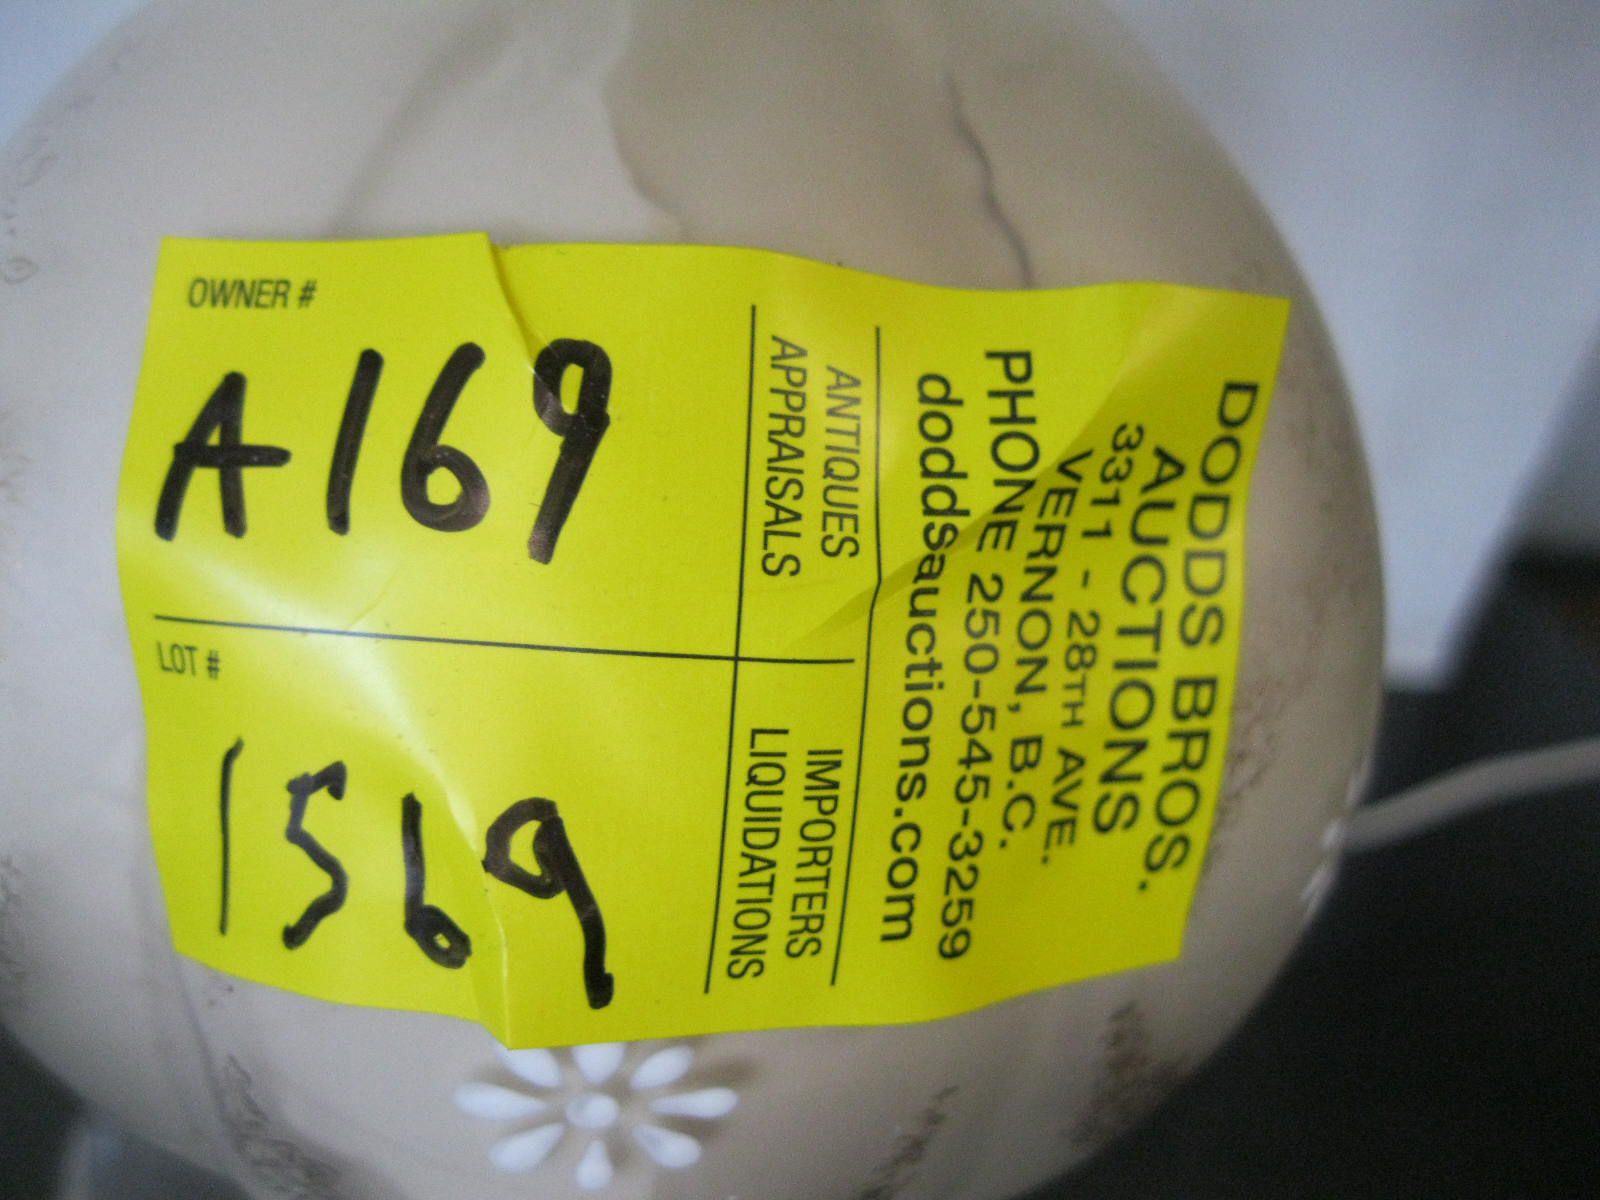 OWNER #
A169
LOT #
1569
ANTIQUES
APPRAISALS
IMPORTERS
LIQUIDATIONS
DODDS BROS.
AUCTIONS
3311 - 28TH AVE.
VERNON, B.C.
PHONE 250-545-3259
doddsauctions.com